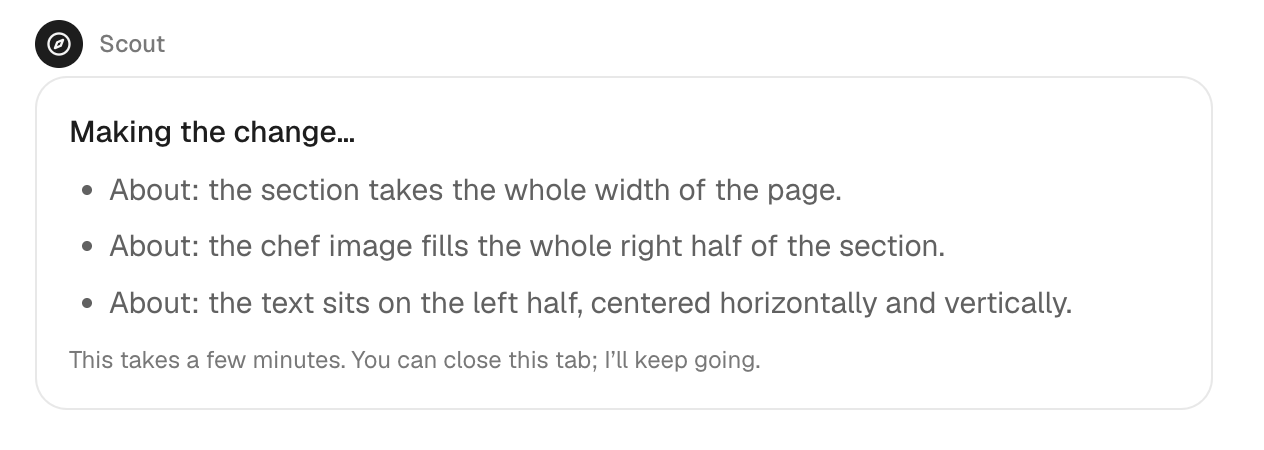 Scout
Making the change…
• About: the section takes the whole width of the page.
• About: the chef image fills the whole right half of the section.
• About: the text sits on the left half, centered horizontally and vertically.
This takes a few minutes. You can close this tab; I’ll keep going.